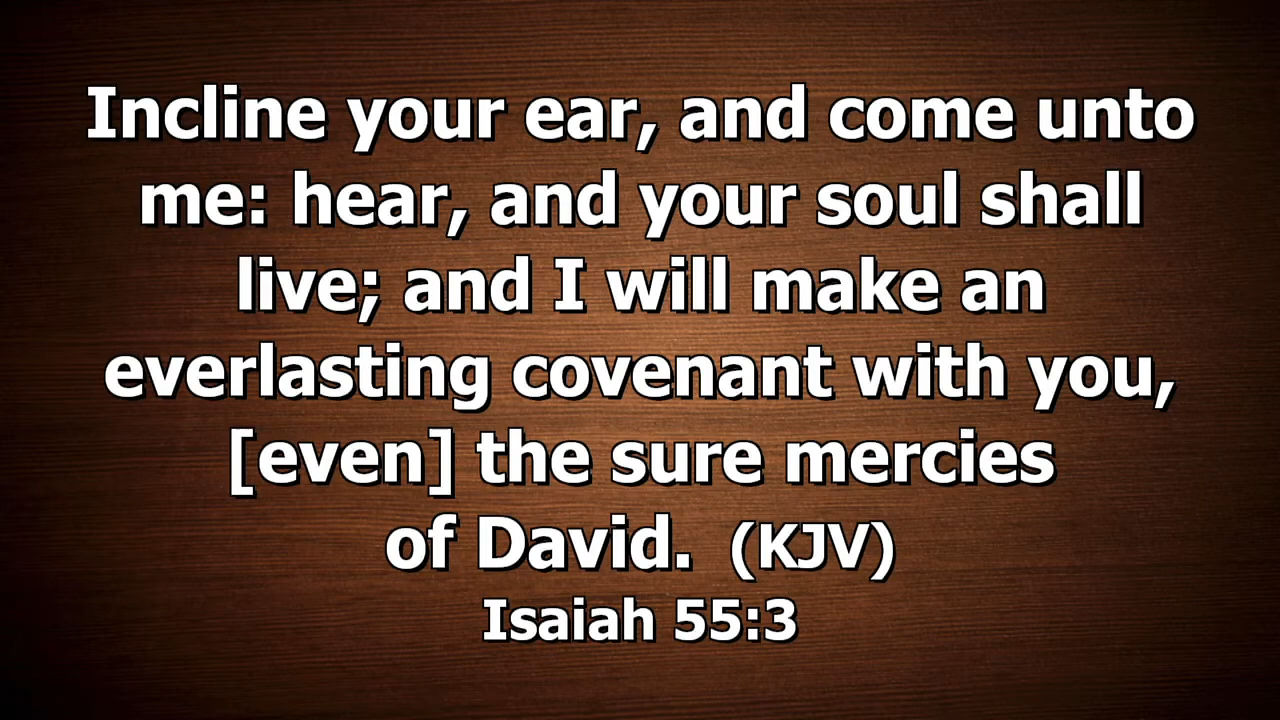 Incline your ear, and come unto
me: hear, and your soul shall
live; and I will make an
everlasting covenant with you,
[even] the sure mercies
of David. (KJV)
Isaiah 55:3